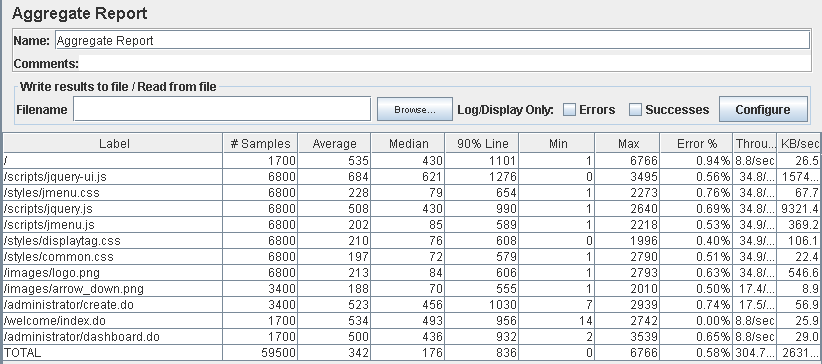 Aggregate Report
Name: Aggregate Report
Comments:
Write results to file / Read from file
Filename Browse... Log/Display Only: Errors Successes Configure
Label # Samples Average Median 90% Line Min Max Error % Throu... KB/sec
/ 1700 535 430 1101 1 6766 0.94% 8.8/sec 26.5
/scripts/jquery-ui.js 6800 684 621 1276 0 3495 0.56% 34.8/... 1574...
/styles/jmenu.css 6800 228 79 654 1 2273 0.76% 34.8/... 67.7
/scripts/jquery.js 6800 508 430 990 1 2640 0.69% 34.8/... 9321.4
/scripts/jmenu.js 6800 202 85 589 1 2218 0.53% 34.9/... 369.2
/styles/displaytag.css 6800 210 76 608 0 1996 0.40% 34.9/... 106.1
/styles/common.css 6800 197 72 579 1 2790 0.51% 34.9/... 22.4
/images/logo.png 6800 213 84 606 1 2793 0.63% 34.8/... 546.6
/images/arrow_down.png 3400 188 70 555 1 2010 0.50% 17.4/... 8.9
/administrator/create.do 3400 523 456 1030 7 2939 0.74% 17.5/... 56.9
/welcome/index.do 1700 534 493 956 14 2742 0.00% 8.8/sec 25.9
/administrator/dashboard.do 1700 500 436 932 2 3539 0.65% 8.8/sec 29.0
TOTAL 59500 342 176 836 0 6766 0.58% 304.7... 2631...